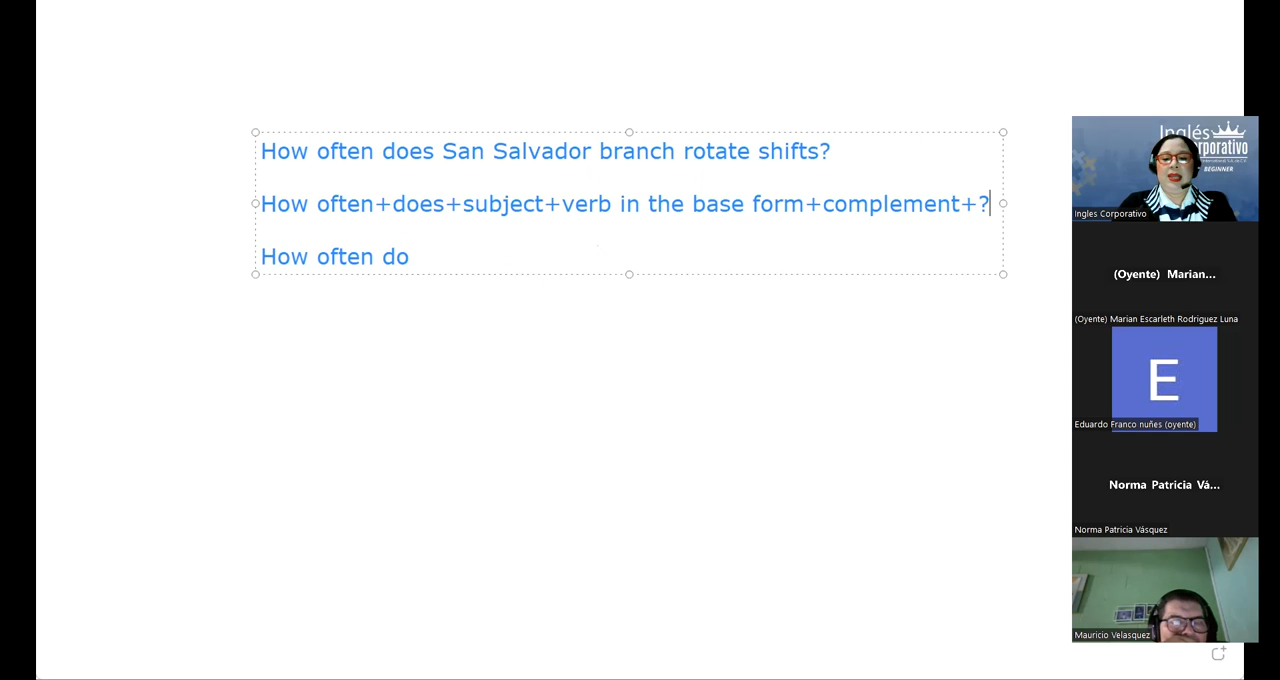 How often does San Salvador branch rotate shifts?
How often+does+subject+verb in the base form+complement+?
How often do
Inglés
rporativo
BEGINNER
Ingles Corporativo
(Oyente) Marian...
(Oyente) Marian Escarleth Rodriguez Luna
E
Eduardo Franco nuñes (oyente)
Norma Patricia Vá...
Norma Patricia Vásquez
Mauricio Velasquez